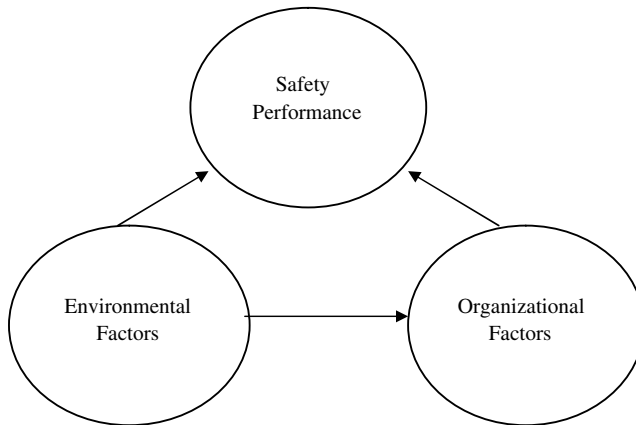 Safety
Performance
Environmental
Factors
Organizational
Factors